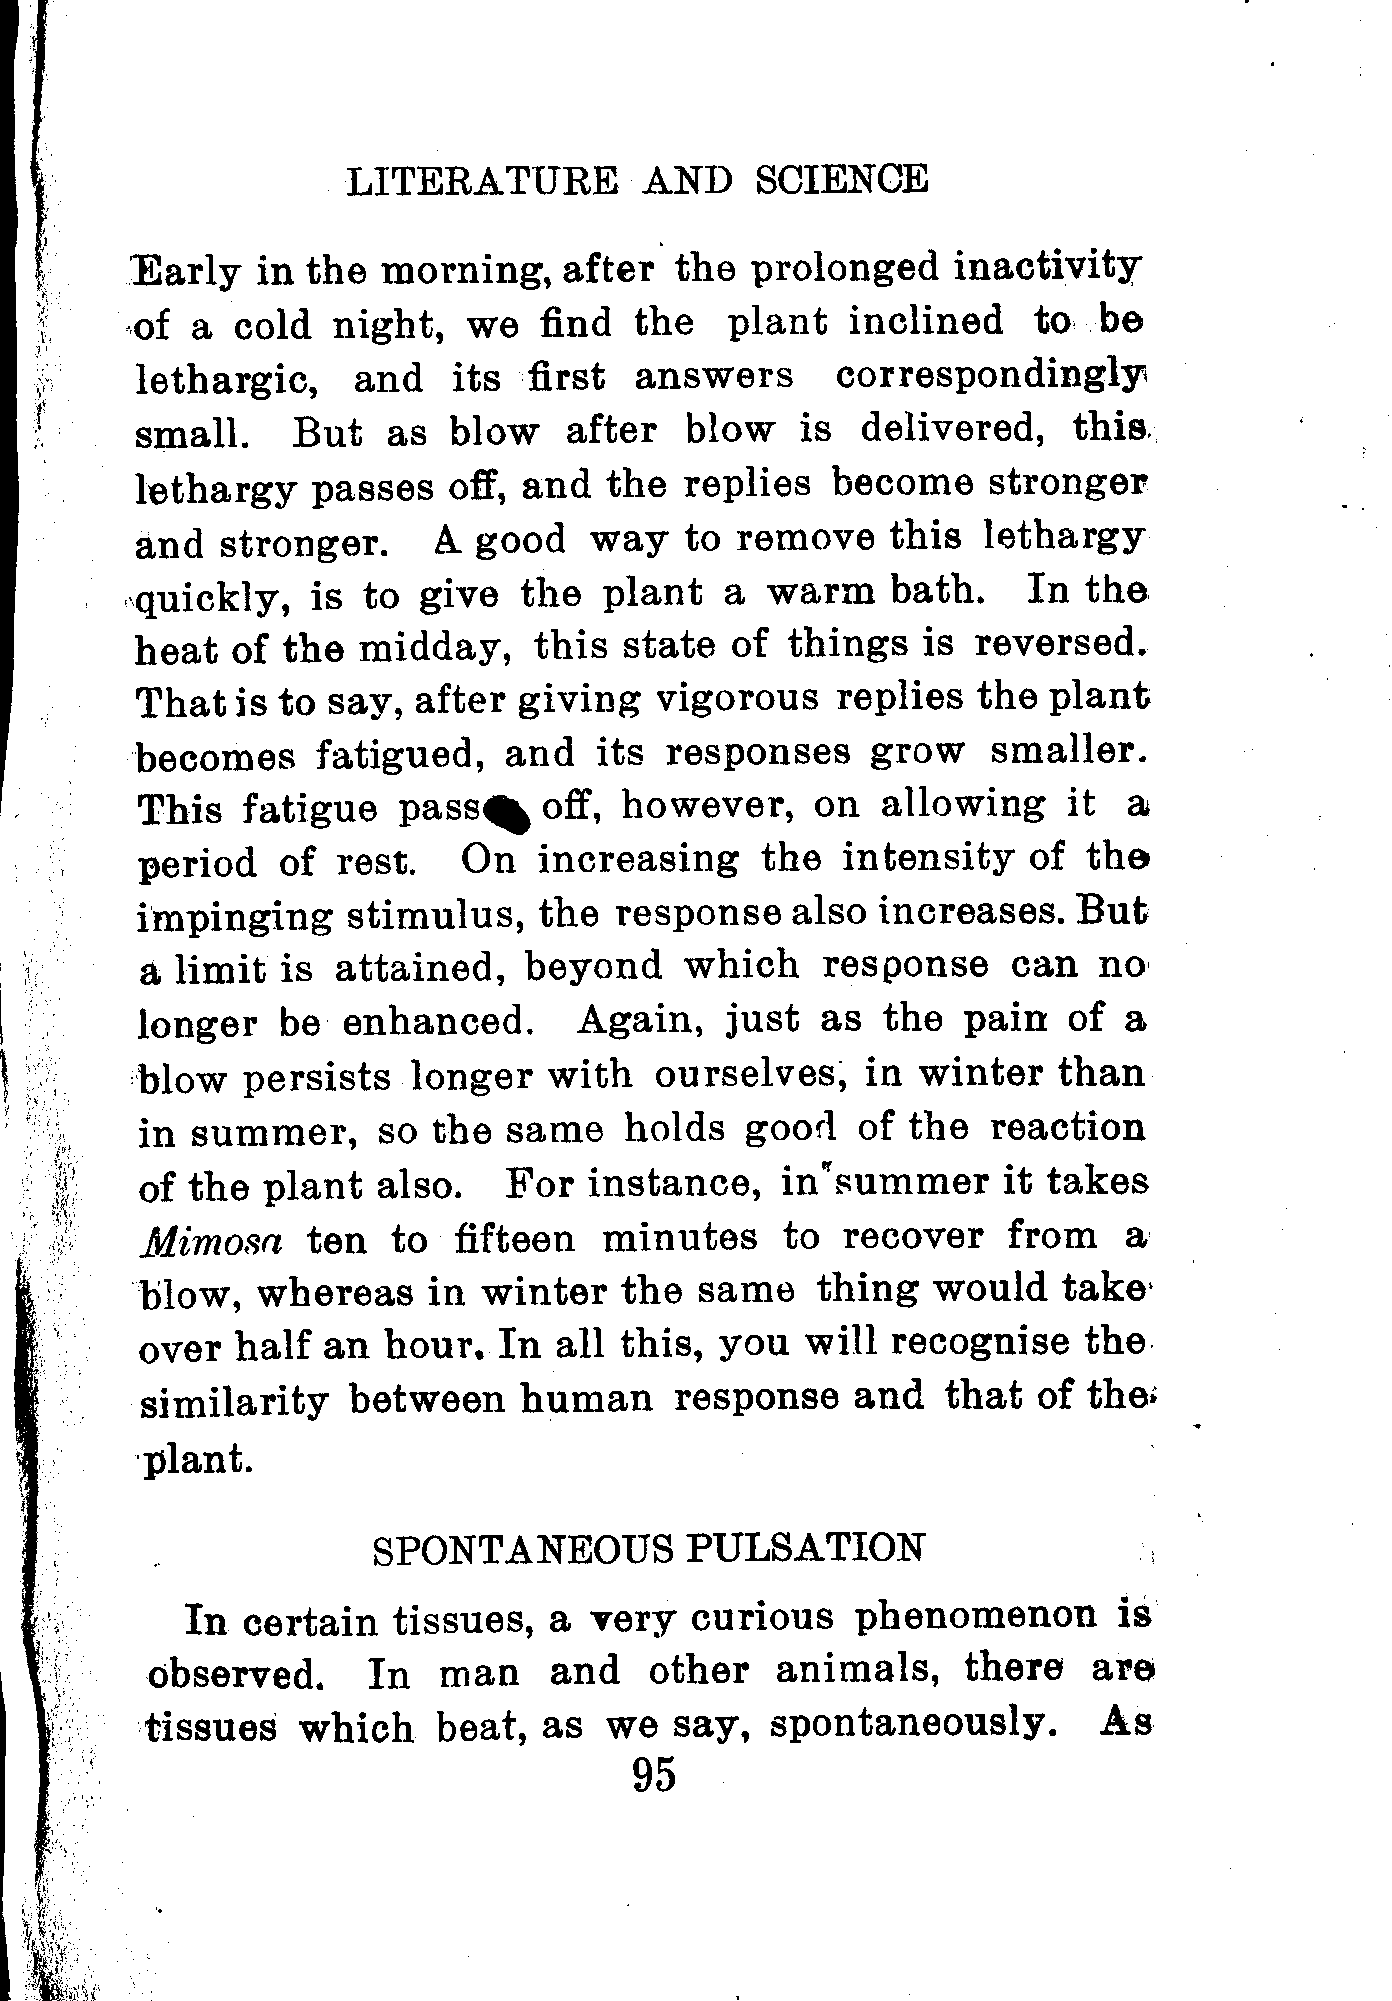 LITERATURE AND SCIENCE
Early in the morning, after the prolonged inactivity
of a cold night, we find the plant inclined to be
lethargic, and its first answers correspondingly
small. But as blow after blow is delivered, this
lethargy passes off, and the replies become stronger
and stronger. A good way to remove this lethargy
quickly, is to give the plant a warm bath. In the
heat of the midday, this state of things is reversed.
That is to say, after giving vigorous replies the plant
becomes fatigued, and its responses grow smaller.
This fatigue off, however, on allowing it a
period of rest. On increasing the intensity of the
impinging stimulus, the response also increases. But
a limit is attained, beyond which response can no
longer be enhanced. Again, just as the pain of a
blow persists longer with ourselves, in winter than
in summer, so the same holds good of the reaction
of the plant also. For instance, in summer it takes
Mimosa ten to fifteen minutes to recover from a
blow, whereas in winter the same thing would take
over half an hour. In all this, you will recognise the
similarity between human response and that of the
plant.
SPONTANEOUS PULSATION
In certain tissues, a very curious phenomenon is
observed. In man and other animals, there are
tissues which beat, as we say, spontaneously. As
95